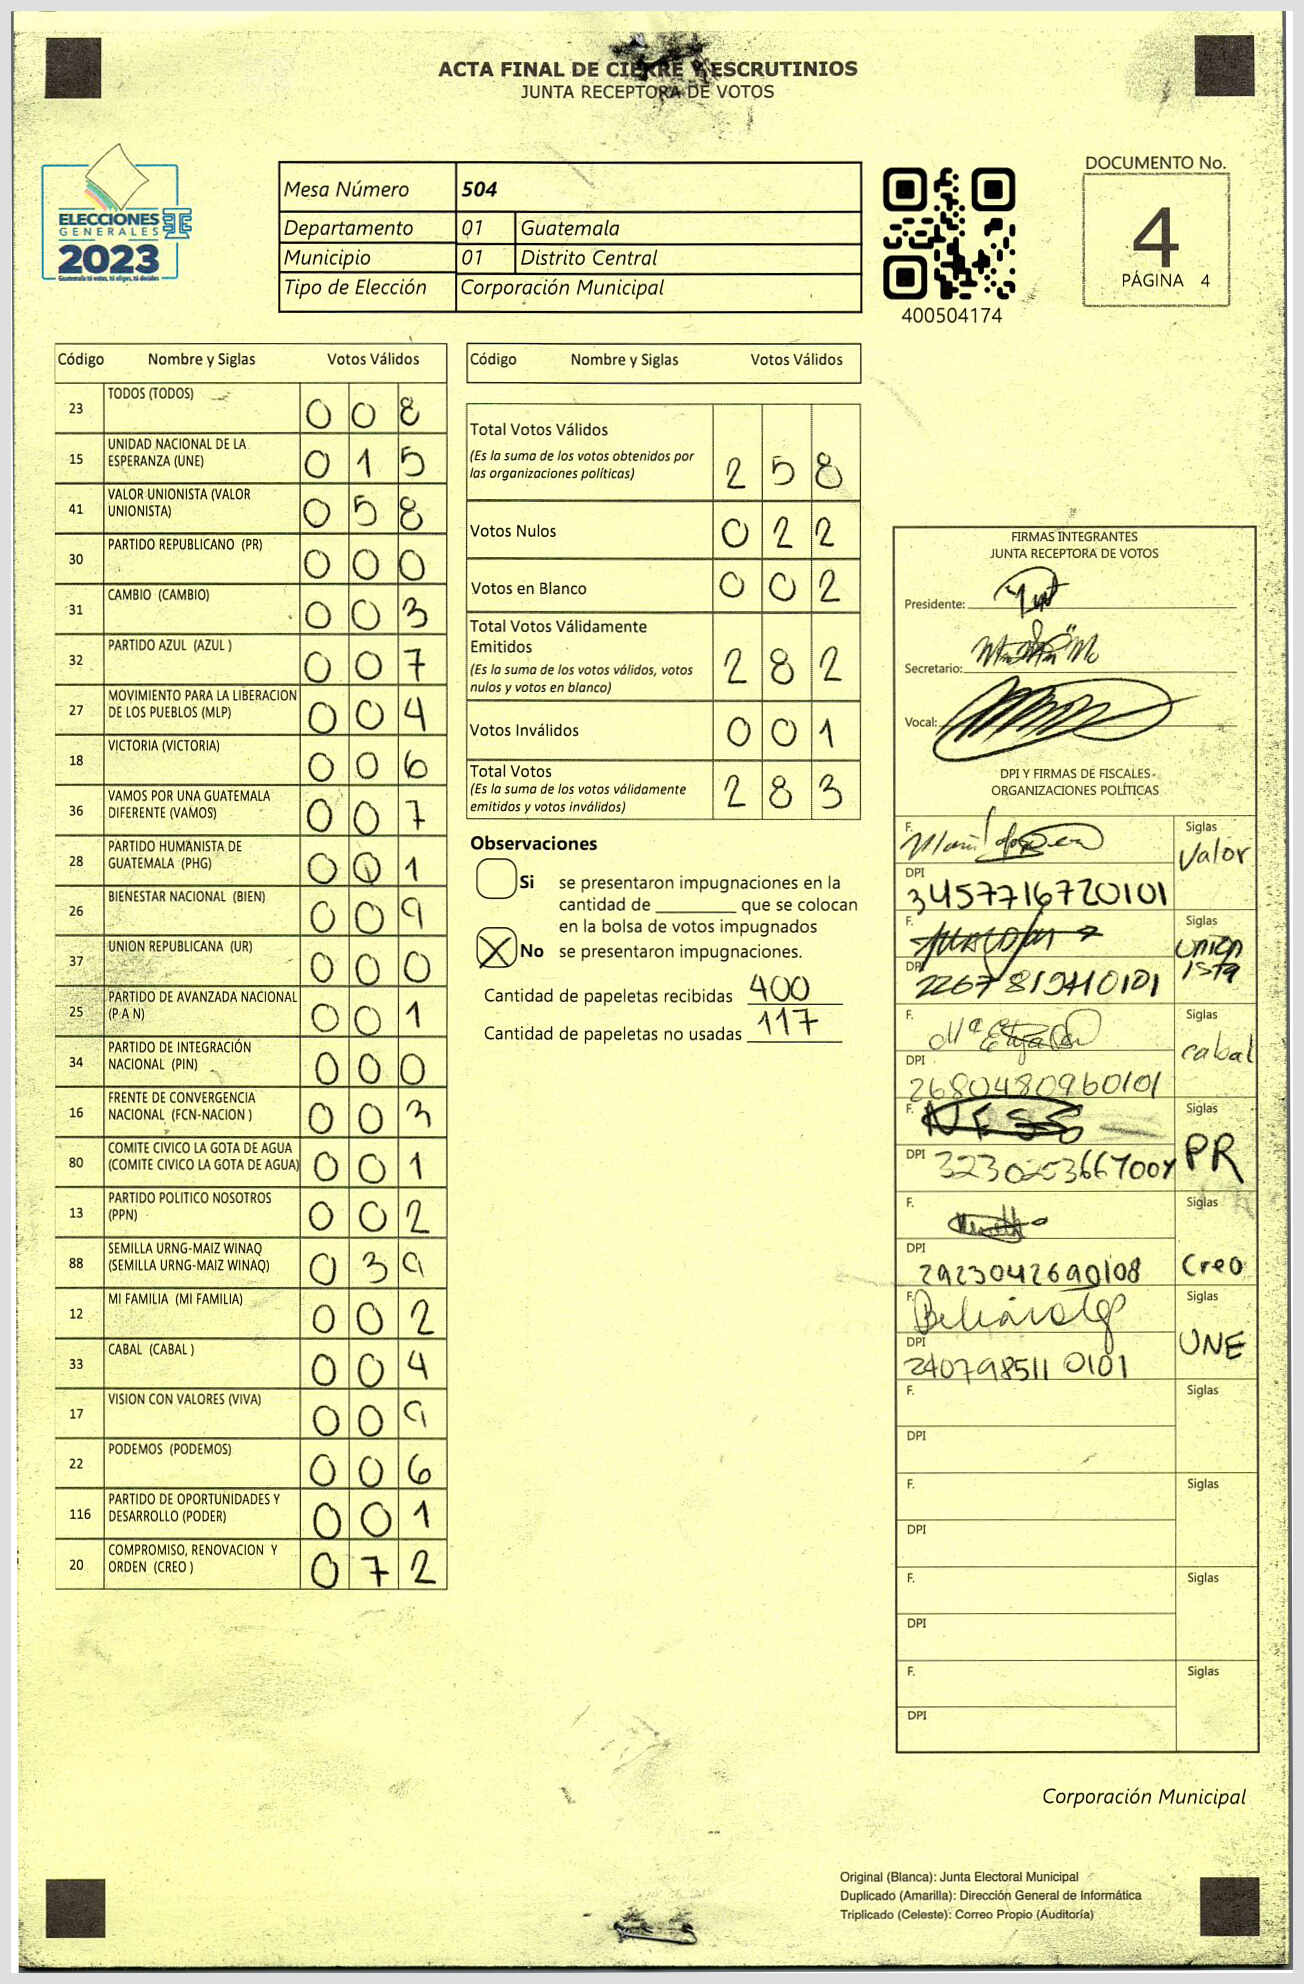 ACTA FINAL DE CIERRE Y ESCRUTINIOS
JUNTA RECEPTORA DE VOTOS
ELECCIONES
GENERALES
2023
Guatemala tú votas, tú eliges, tú decides
Mesa Número 504
Departamento 01 Guatemala
Municipio 01 Distrito Central
Tipo de Elección Corporación Municipal
400504174
DOCUMENTO No.
4
PÁGINA 4
Código Nombre y Siglas Votos Válidos
23 TODOS (TODOS) 0 0 8
15 UNIDAD NACIONAL DE LA ESPERANZA (UNE) 0 1 5
41 VALOR UNIONISTA (VALOR UNIONISTA) 0 5 8
30 PARTIDO REPUBLICANO (PR) 0 0 0
31 CAMBIO (CAMBIO) 0 0 3
32 PARTIDO AZUL (AZUL ) 0 0 7
27 MOVIMIENTO PARA LA LIBERACION DE LOS PUEBLOS (MLP) 0 0 4
18 VICTORIA (VICTORIA) 0 0 6
36 VAMOS POR UNA GUATEMALA DIFERENTE (VAMOS) 0 0 7
28 PARTIDO HUMANISTA DE GUATEMALA (PHG) 0 0 1
26 BIENESTAR NACIONAL (BIEN) 0 0 9
37 UNION REPUBLICANA (UR) 0 0 0
25 PARTIDO DE AVANZADA NACIONAL (P A N) 0 0 1
34 PARTIDO DE INTEGRACIÓN NACIONAL (PIN) 0 0 0
16 FRENTE DE CONVERGENCIA NACIONAL (FCN-NACION ) 0 0 3
80 COMITE CIVICO LA GOTA DE AGUA (COMITE CIVICO LA GOTA DE AGUA) 0 0 1
13 PARTIDO POLITICO NOSOTROS (PPN) 0 0 2
88 SEMILLA URNG-MAIZ WINAQ (SEMILLA URNG-MAIZ WINAQ) 0 3 9
12 MI FAMILIA (MI FAMILIA) 0 0 2
33 CABAL (CABAL ) 0 0 4
17 VISION CON VALORES (VIVA) 0 0 9
22 PODEMOS (PODEMOS) 0 0 6
116 PARTIDO DE OPORTUNIDADES Y DESARROLLO (PODER) 0 0 1
20 COMPROMISO, RENOVACION Y ORDEN (CREO ) 0 7 2
Código Nombre y Siglas Votos Válidos
Total Votos Válidos
(Es la suma de los votos obtenidos por
las organizaciones políticas) 2 5 8
Votos Nulos 0 2 2
Votos en Blanco 0 0 2
Total Votos Válidamente
Emitidos
(Es la suma de los votos válidos, votos
nulos y votos en blanco) 2 8 2
Votos Inválidos 0 0 1
Total Votos
(Es la suma de los votos válidamente
emitidos y votos inválidos) 2 8 3
Observaciones
Si se presentaron impugnaciones en la
cantidad de ________ que se colocan
en la bolsa de votos impugnados
X No se presentaron impugnaciones.
Cantidad de papeletas recibidas 400
Cantidad de papeletas no usadas 117
FIRMAS INTEGRANTES
JUNTA RECEPTORA DE VOTOS
Presidente:
Secretario:
Vocal:
DPI Y FIRMAS DE FISCALES-
ORGANIZACIONES POLÍTICAS
F. Siglas
Valor
DPI
3457716720101
F. Siglas
Unionista
DPI
2267819410101
F. Siglas
cabal
DPI
2680480960101
F. Siglas
PR
DPI
F. Siglas
Creo
DPI
2923042690108
F. Siglas
UNE
DPI
2407985110101
F. Siglas
DPI
F. Siglas
DPI
F. Siglas
DPI
F. Siglas
DPI
Corporación Municipal
Original (Blanca): Junta Electoral Municipal
Duplicado (Amarilla): Dirección General de Informática
Triplicado (Celeste): Correo Propio (Auditoría)